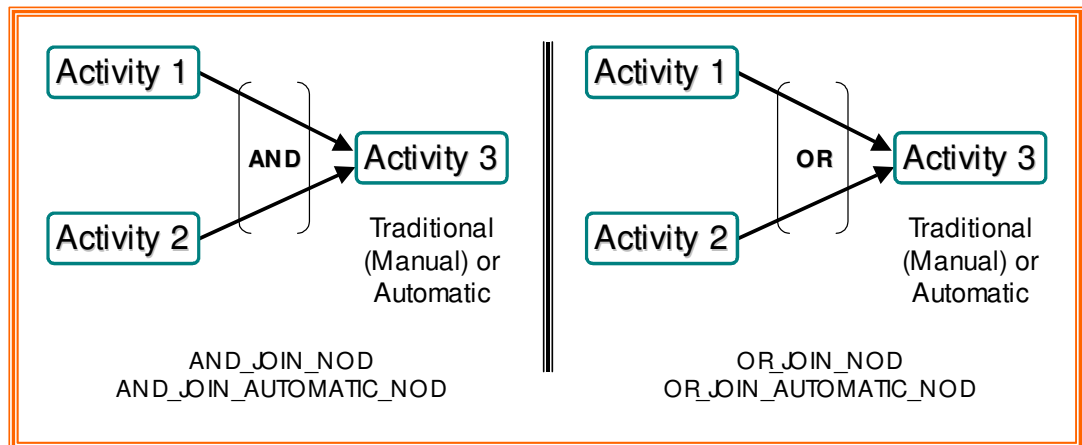 Activity 1
AND
Activity 3
Activity 2
Traditional
(Manual) or
Automatic
AND_JOIN_NOD
AND_JOIN_AUTOMATIC_NOD
Activity 1
OR
Activity 3
Activity 2
Traditional
(Manual) or
Automatic
OR_JOIN_NOD
OR_JOIN_AUTOMATIC_NOD